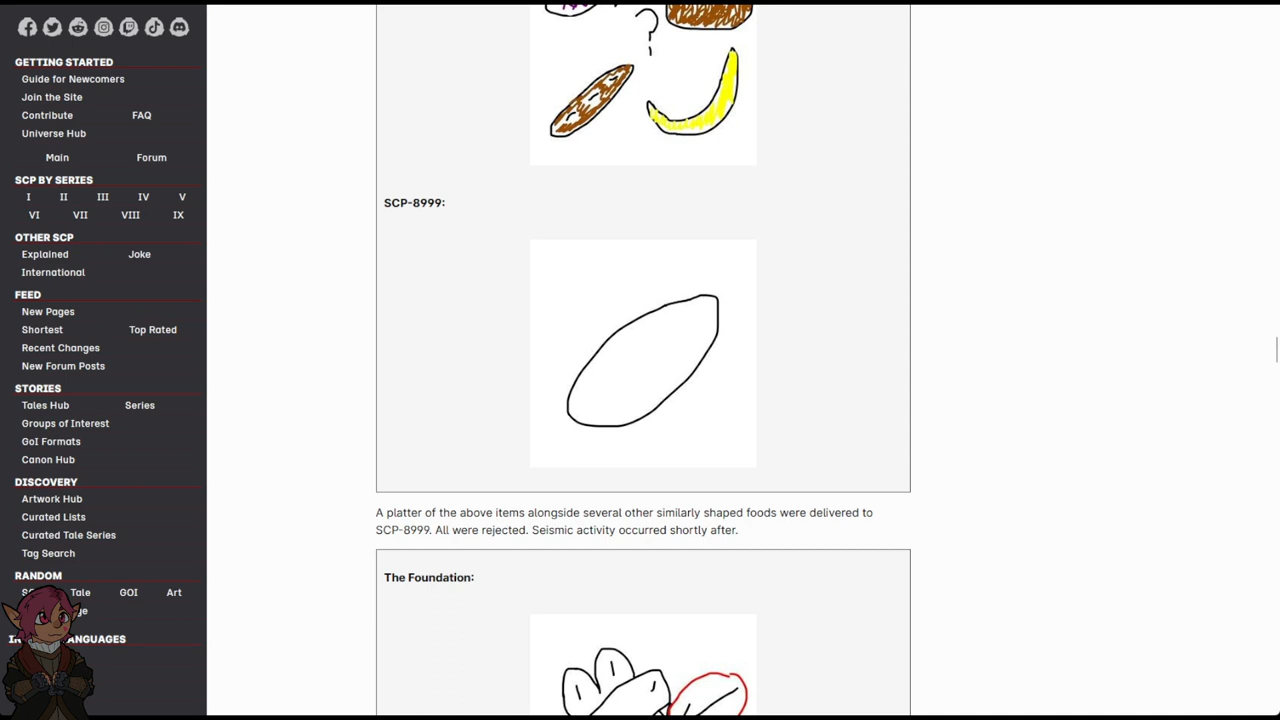 GETTING STARTED
Guide for Newcomers
Join the Site
Contribute FAQ
Universe Hub
Main Forum
SCP BY SERIES
I II III IV V
VI VII VIII IX
OTHER SCP
Explained Joke
International
FEED
New Pages
Shortest Top Rated
Recent Changes
New Forum Posts
STORIES
Tales Hub Series
Groups of Interest
GoI Formats
Canon Hub
DISCOVERY
Artwork Hub
Curated Lists
Curated Tale Series
Tag Search
RANDOM
Tale GOI Art
?
SCP-8999:
A platter of the above items alongside several other similarly shaped foods were delivered to
SCP-8999. All were rejected. Seismic activity occurred shortly after.
The Foundation: